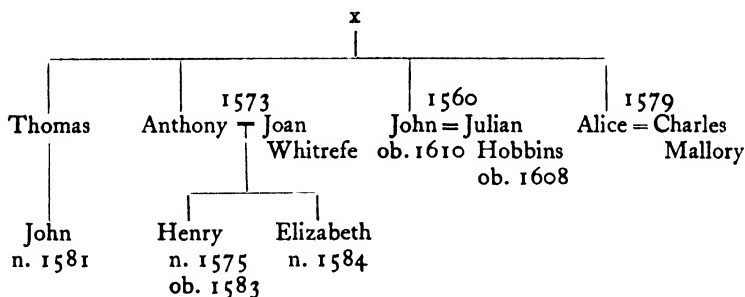 x
1573 1560 1579
Thomas Anthony = Joan John = Julian Alice = Charles
Whitrefe ob. 1610 Hobbins Mallory
ob. 1608
John Henry Elizabeth
n. 1581 n. 1575 n. 1584
ob. 1583